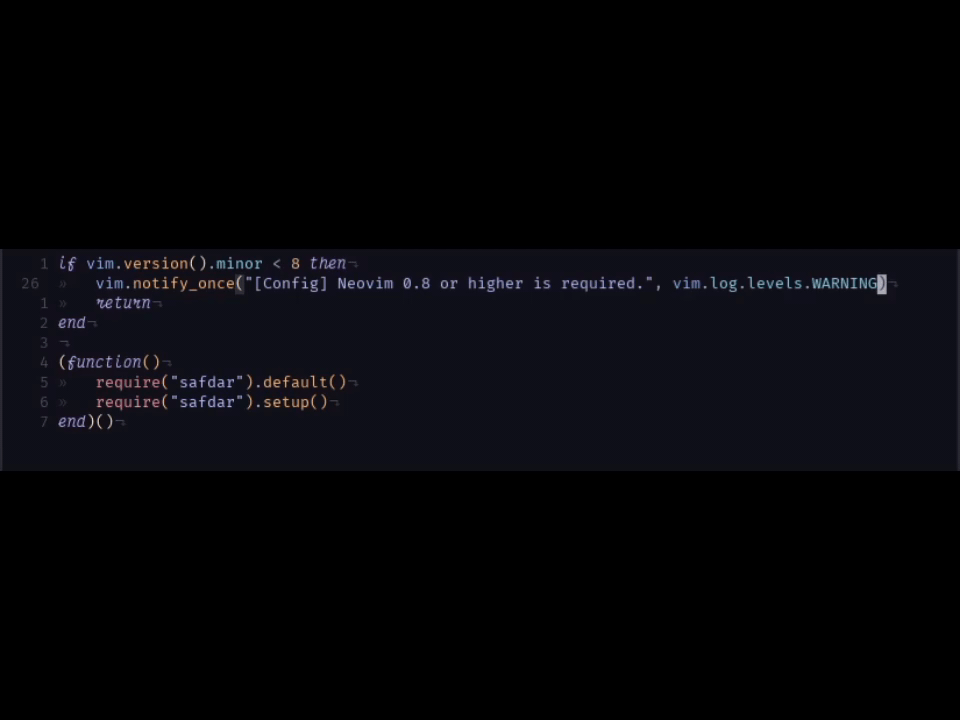 1 if vim.version().minor < 8 then¬
26 » vim.notify_once("[Config] Neovim 0.8 or higher is required.", vim.log.levels.WARNING)¬
1 » return¬
2 end¬
3 ¬
4 (function()¬
5 » require("safdar").default()¬
6 » require("safdar").setup()¬
7 end)()¬